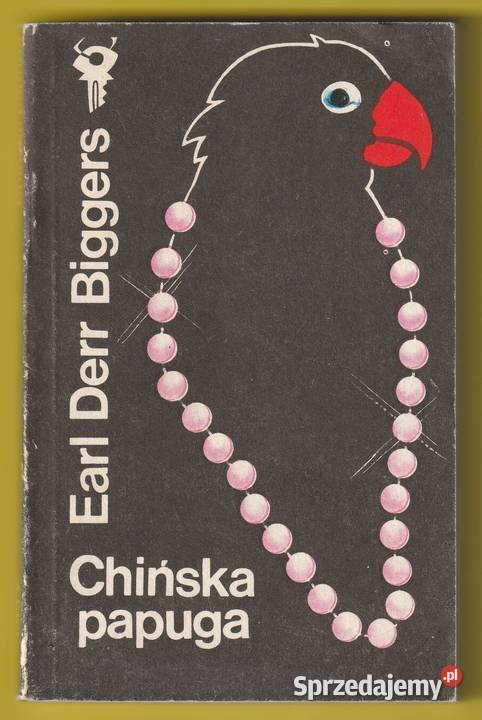 Earl Derr Biggers
Chińska
papuga
Sprzedajemy.pl